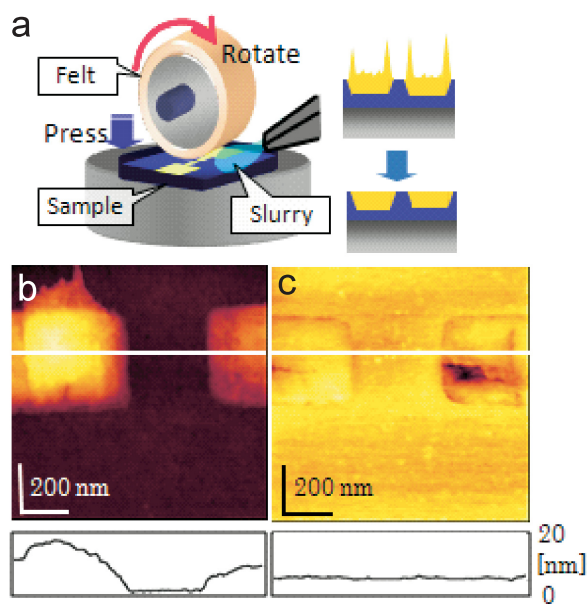 a
Rotate
Felt
Press
Sample
Slurry
b
c
200 nm
200 nm
20
[nm]
0